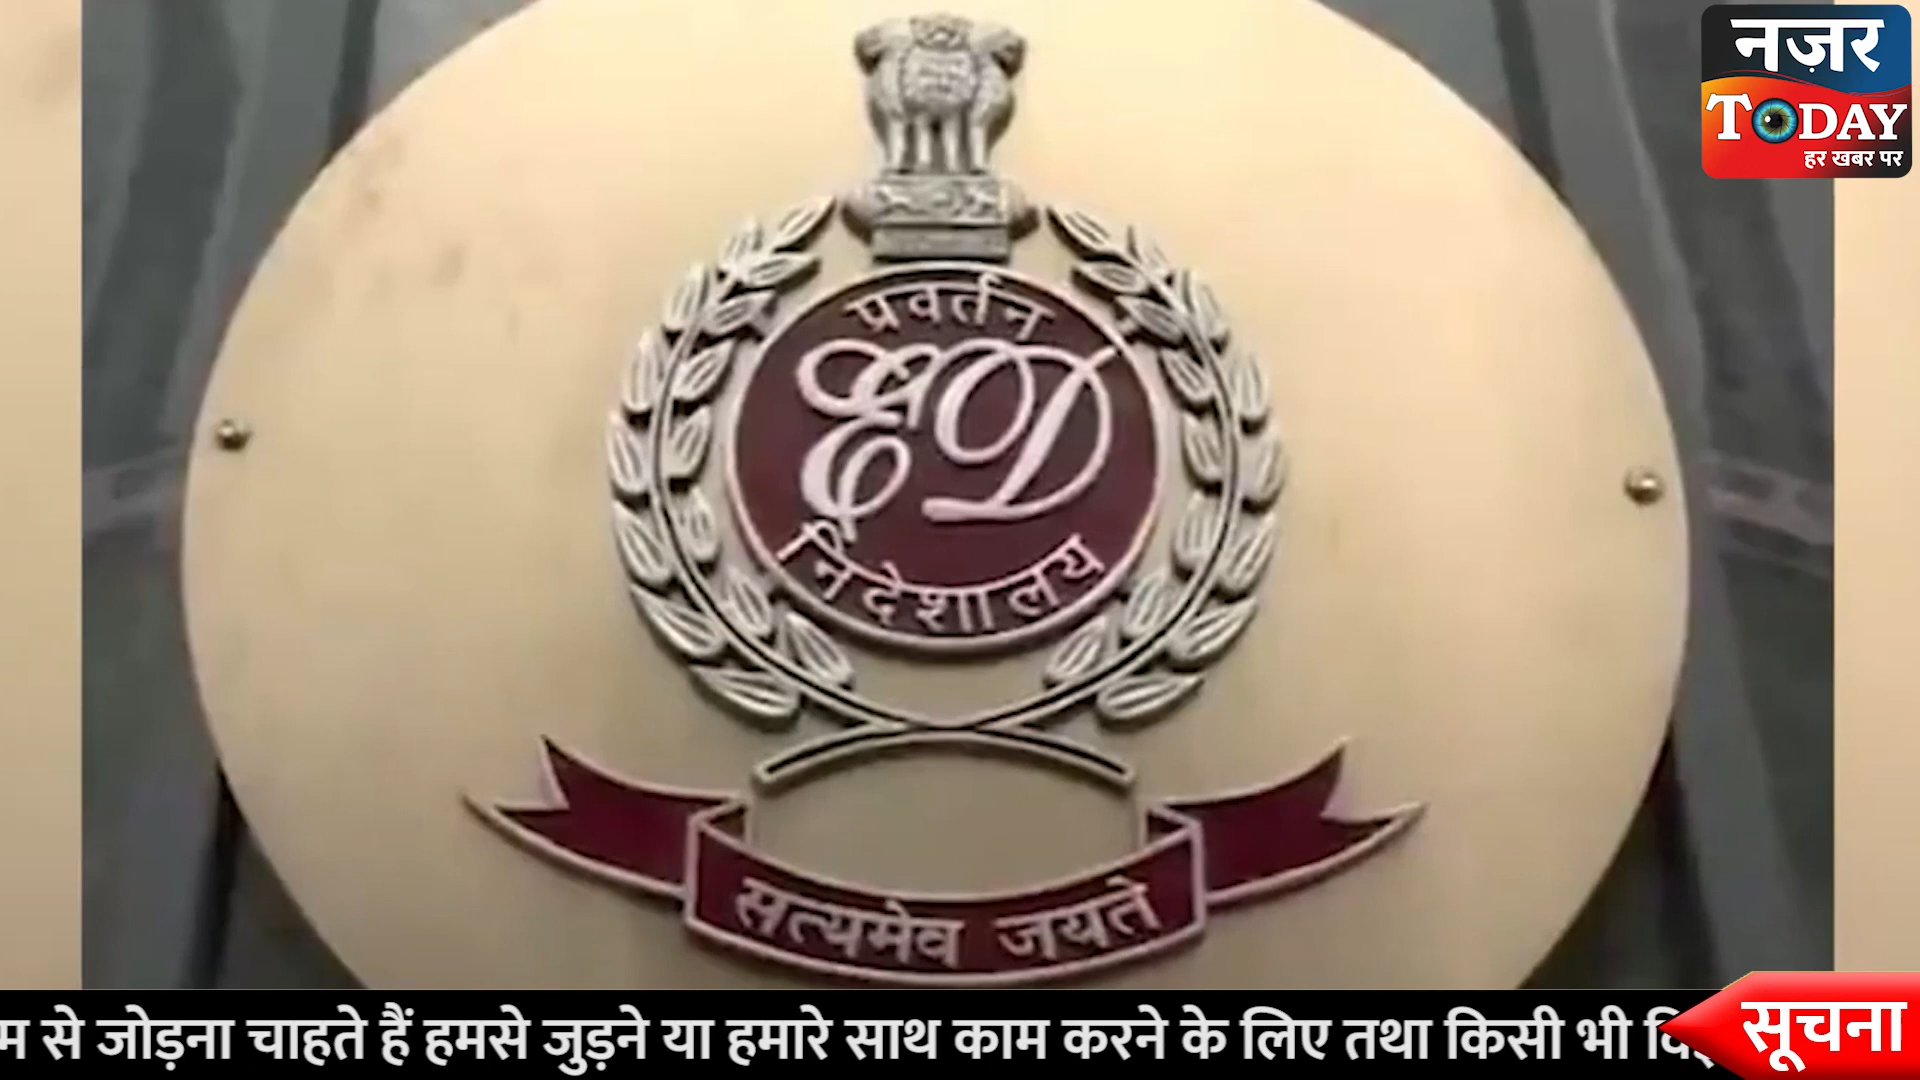 नज़र
TODAY
हर खबर पर
प्रवर्तन
ED
निदेशालय
सत्यमेव जयते
से जोड़ना चाहते हैं हमसे जुड़ने या हमारे साथ काम करने के लिए तथा किसी भी
सूचना